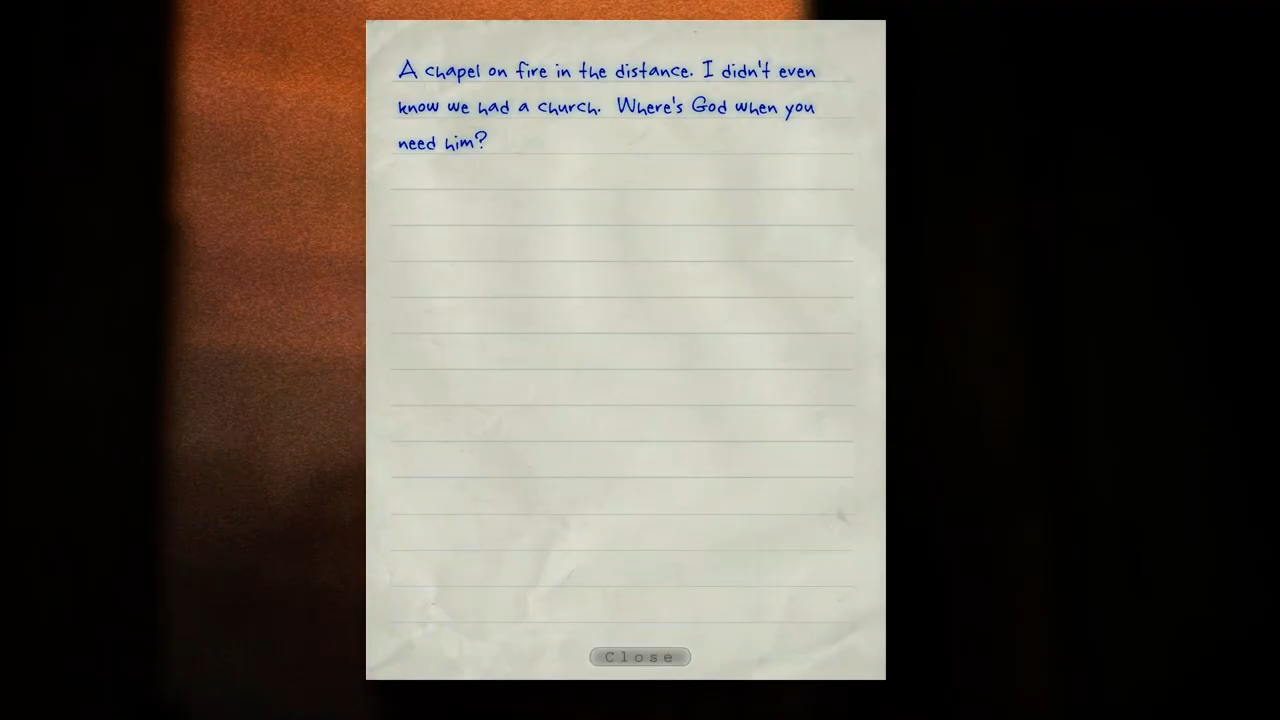 A chapel on fire in the distance. I didn't even
know we had a church. Where's God when you
need him?
Close